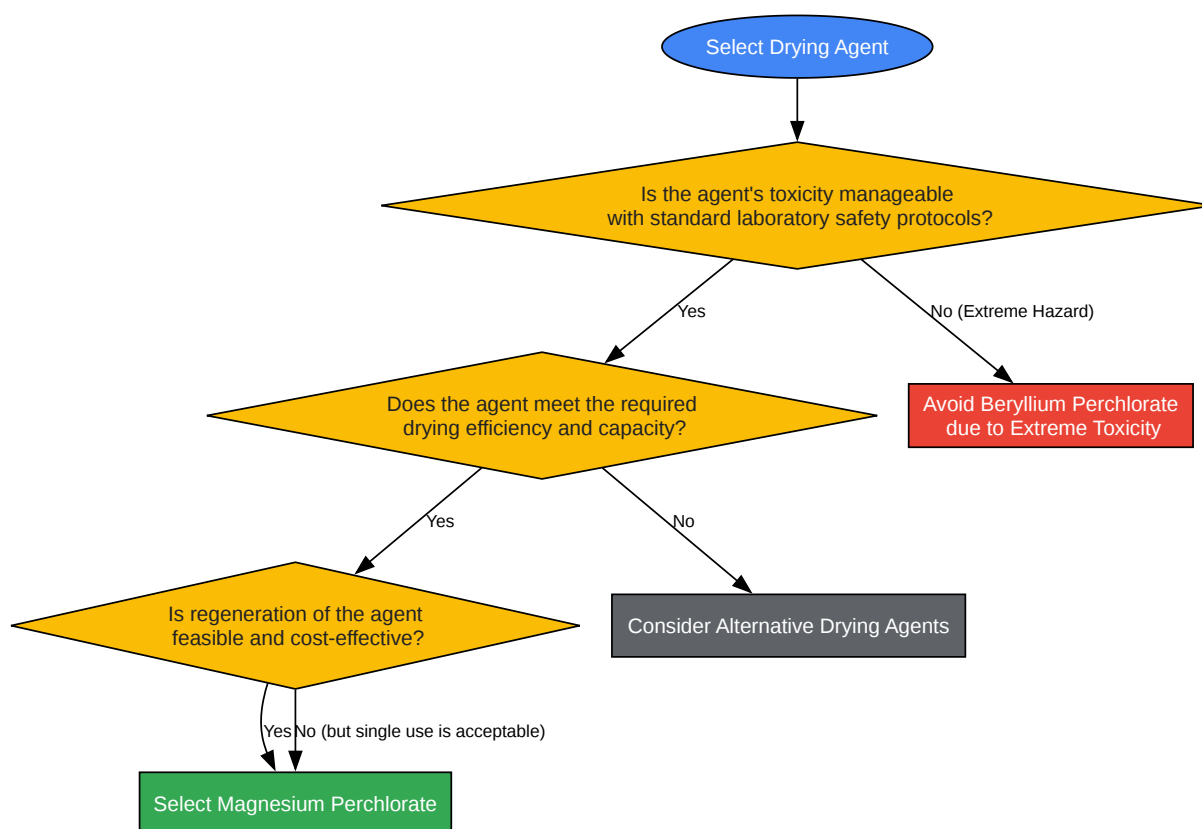 Select Drying Agent
Is the agent's toxicity manageable
with standard laboratory safety protocols?
Yes
No (Extreme Hazard)
Does the agent meet the required
drying efficiency and capacity?
Avoid Beryllium Perchlorate
due to Extreme Toxicity
Yes
No
Is regeneration of the agent
feasible and cost-effective?
Consider Alternative Drying Agents
Yes
No (but single use is acceptable)
Select Magnesium Perchlorate